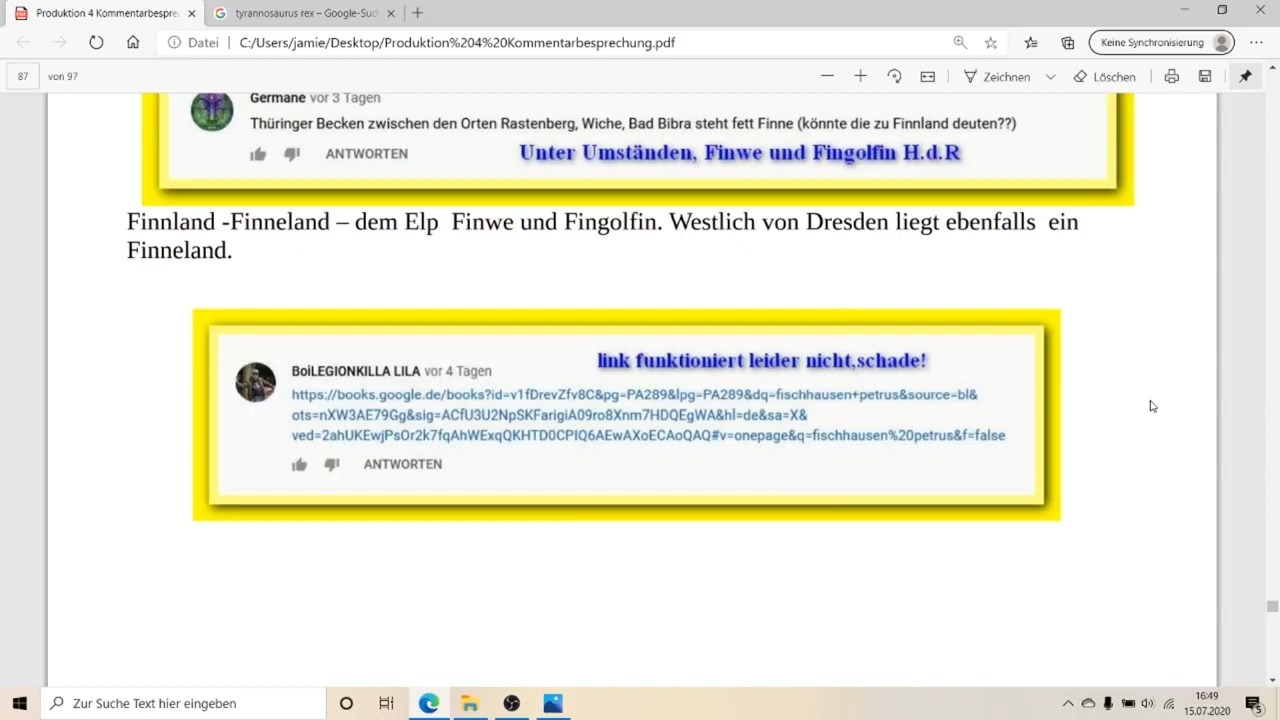 Produktion 4 Kommentarbespre
tyrannosaurus rex – Google-Suc
Datei
C:/Users/jamie/Desktop/Produktion%204%20Kommentarbesprechung.pdf
Keine Synchronisierung
87
von 97
Zeichnen
Löschen
Germane vor 3 Tagen
Thüringer Becken zwischen den Orten Rastenberg, Wiche, Bad Bibra steht fett Finne (könnte die zu Finnland deuten??)
ANTWORTEN
Unter Umständen, Finwe und Fingolfin H.d.R
Finnland -Finneland – dem Elp Finwe und Fingolfin. Westlich von Dresden liegt ebenfalls ein
Finneland.
link funktioniert leider nicht,schade!
BoiLEGIONKILLA LILA vor 4 Tagen
https://books.google.de/books?id=v1fDrevZfv8C&pg=PA289&lpg=PA289&dq=fischhausen+petrus&source=bl&
ots=nXW3AE79Gg&sig=ACfU3U2NpSKFarigiA09ro8Xnm7HDQEgWA&hl=de&sa=X&
ved=2ahUKEwjPsOr2k7fqAhWExqQKHTD0CPIQ6AEwAXoECAoQAQ#v=onepage&q=fischhausen%20petrus&f=false
ANTWORTEN
Zur Suche Text hier eingeben
16:49
15.07.2020
5